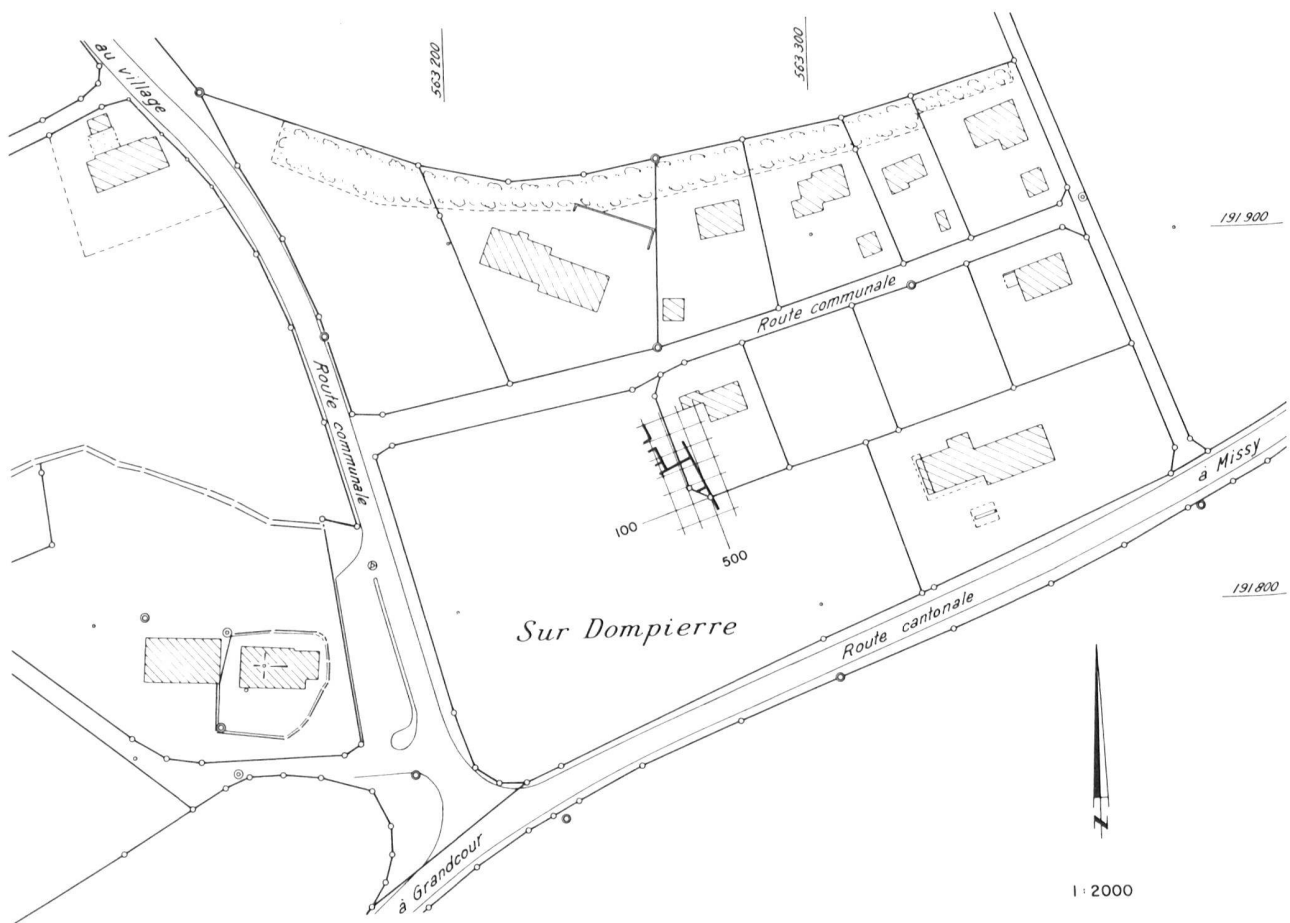 au village
563 200
563 300
191 900
Route communale
Route communale
à Missy
100
500
191 800
Sur Dompierre
Route cantonale
à Grandcour
N
1 : 2000